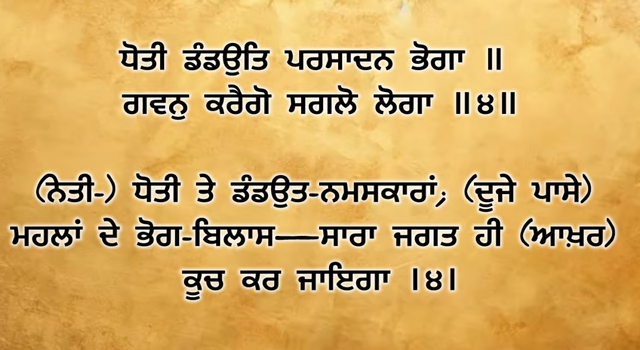 ਧੋਤੀ ਡੰਡਉਤਿ ਪਰਸਾਦਨ ਭੋਗਾ ॥
ਗਵਨੁ ਕਰੈਗੋ ਸਗਲੋ ਲੋਗਾ ॥੪॥
(ਨੇਤੀ-) ਧੋਤੀ ਤੇ ਡੰਡਉਤ-ਨਮਸਕਾਰਾਂ; (ਦੂਜੇ ਪਾਸੇ)
ਮਹਲਾਂ ਦੇ ਭੋਗ-ਬਿਲਾਸ——ਸਾਰਾ ਜਗਤ ਹੀ (ਆਖ਼ਰ)
ਕੂਚ ਕਰ ਜਾਇਗਾ ।੪।